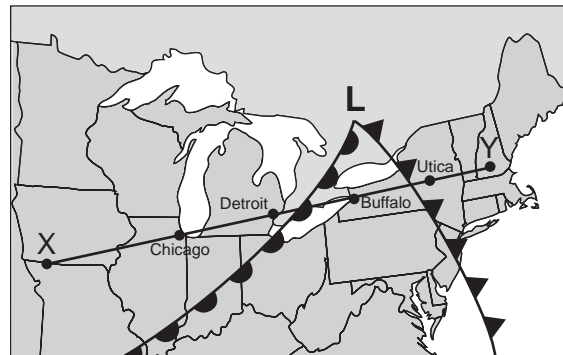 L
Y
Utica
Buffalo
Detroit
X
Chicago